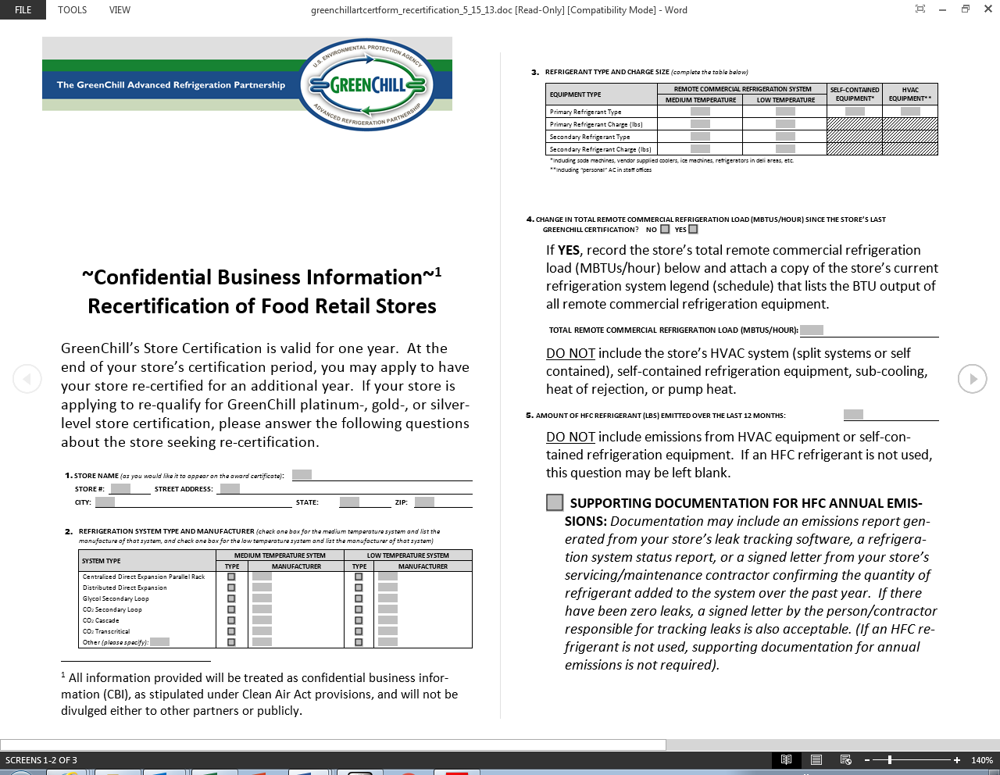 FILE TOOLS VIEW greenchillartcertform_recertification_5_15_13.doc [Read-Only] [Compatibility Mode] - Word
The GreenChill Advanced Refrigeration Partnership
U.S. ENVIRONMENTAL PROTECTION AGENCY
GREENCHILL
ADVANCED REFRIGERATION PARTNERSHIP
~Confidential Business Information~1
Recertification of Food Retail Stores
GreenChill's Store Certification is valid for one year. At the
end of your store's certification period, you may apply to have
your store re-certified for an additional year. If your store is
applying to re-qualify for GreenChill platinum-, gold-, or silver-
level store certification, please answer the following questions
about the store seeking re-certification.
1. STORE NAME (as you would like it to appear on the award certificate):
STORE #: STREET ADDRESS:
CITY: STATE: ZIP:
2. REFRIGERATION SYSTEM TYPE AND MANUFACTURER (check one box for the medium temperature system and list the
manufacture of that system, and check one box for the low temperature system and list the manufacturer of that system)
SYSTEM TYPE MEDIUM TEMPERATURE SYTEM LOW TEMPERATURE SYSTEM
TYPE MANUFACTURER TYPE MANUFACTURER
Centralized Direct Expansion Parallel Rack
Distributed Direct Expansion
Glycol Secondary Loop
CO2 Secondary Loop
CO2 Cascade
CO2 Transcritical
Other (please specify):
1 All information provided will be treated as confidential business infor-
mation (CBI), as stipulated under Clean Air Act provisions, and will not be
divulged either to other partners or publicly.
3. REFRIGERANT TYPE AND CHARGE SIZE (complete the table below)
EQUIPMENT TYPE REMOTE COMMERCIAL REFRIGERATION SYSTEM SELF-CONTAINED EQUIPMENT* HVAC EQUIPMENT**
MEDIUM TEMPERATURE LOW TEMPERATURE
Primary Refrigerant Type
Primary Refrigerant Charge (lbs)
Secondary Refrigerant Type
Secondary Refrigerant Charge (lbs)
*Including soda machines, vendor supplied coolers, ice machines, refrigerators in deli areas, etc.
**Including "personal" AC in staff offices
4. CHANGE IN TOTAL REMOTE COMMERCIAL REFRIGERATION LOAD (MBTUS/HOUR) SINCE THE STORE'S LAST
GREENCHILL CERTIFICATION? NO YES
If YES, record the store's total remote commercial refrigeration
load (MBTUs/hour) below and attach a copy of the store's current
refrigeration system legend (schedule) that lists the BTU output of
all remote commercial refrigeration equipment.
TOTAL REMOTE COMMERCIAL REFRIGERATION LOAD (MBTUS/HOUR):
DO NOT include the store's HVAC system (split systems or self
contained), self-contained refrigeration equipment, sub-cooling,
heat of rejection, or pump heat.
5. AMOUNT OF HFC REFRIGERANT (LBS) EMITTED OVER THE LAST 12 MONTHS:
DO NOT include emissions from HVAC equipment or self-con-
tained refrigeration equipment. If an HFC refrigerant is not used,
this question may be left blank.
SUPPORTING DOCUMENTATION FOR HFC ANNUAL EMIS-
SIONS: Documentation may include an emissions report gen-
erated from your store's leak tracking software, a refrigera-
tion system status report, or a signed letter from your store's
servicing/maintenance contractor confirming the quantity of
refrigerant added to the system over the past year. If there
have been zero leaks, a signed letter by the person/contractor
responsible for tracking leaks is also acceptable. (If an HFC re-
frigerant is not used, supporting documentation for annual
emissions is not required).
SCREENS 1-2 OF 3 140%